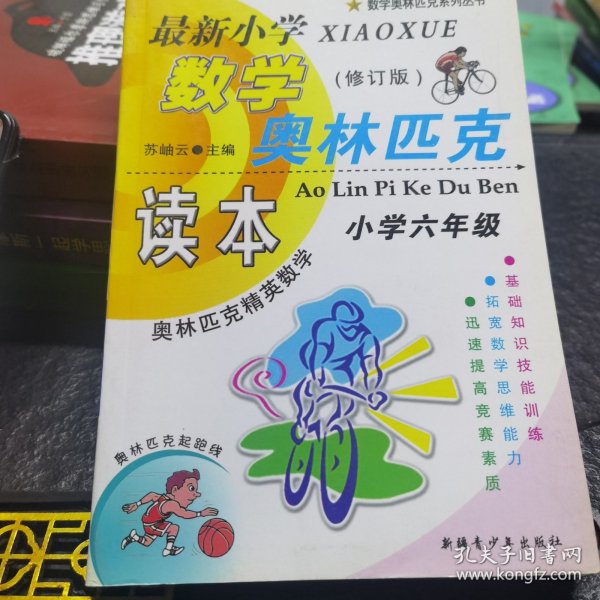 数学奥林匹克系列丛书
最新小学 XIAOXUE
数学
(修订版)
苏岫云●主编
奥林匹克
Ao Lin Pi Ke Du Ben
读本
小学六年级
奥林匹克精英数学
●基础知识技能训练
●拓宽数学思维能力
●迅速提高竞赛素质
奥林匹克起跑线
新疆青少年出版社
孔夫子旧书网
www.kongfz.com